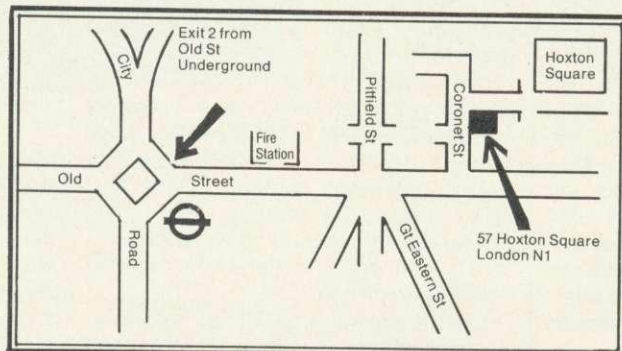 Exit 2 from
Old St
Underground
City
Pitfield St
Coronet St
Hoxton
Square
Fire
Station
Old
Street
Road
Gt Eastern St
57 Hoxton Square
London N1